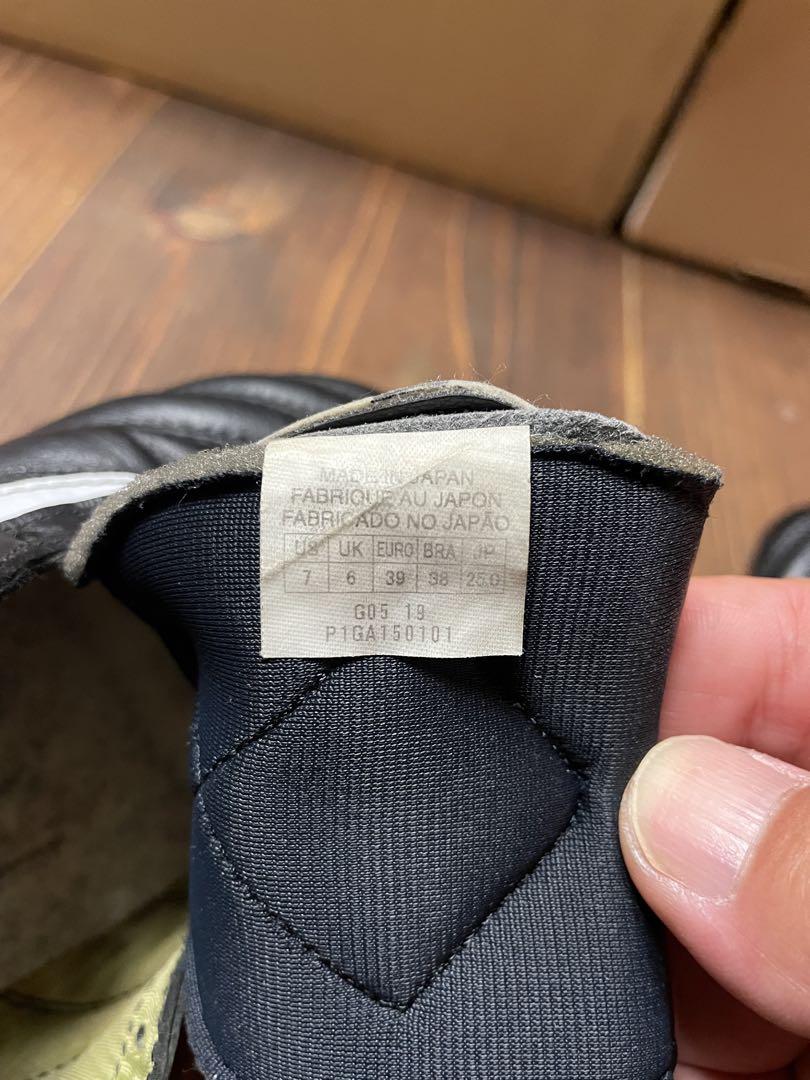 MADE IN JAPAN
FABRIQUE AU JAPON
FABRICADO NO JAPÃO
US UK EURO BRA JP
7 6 39 38 25.0
G05 19
P1GA150101